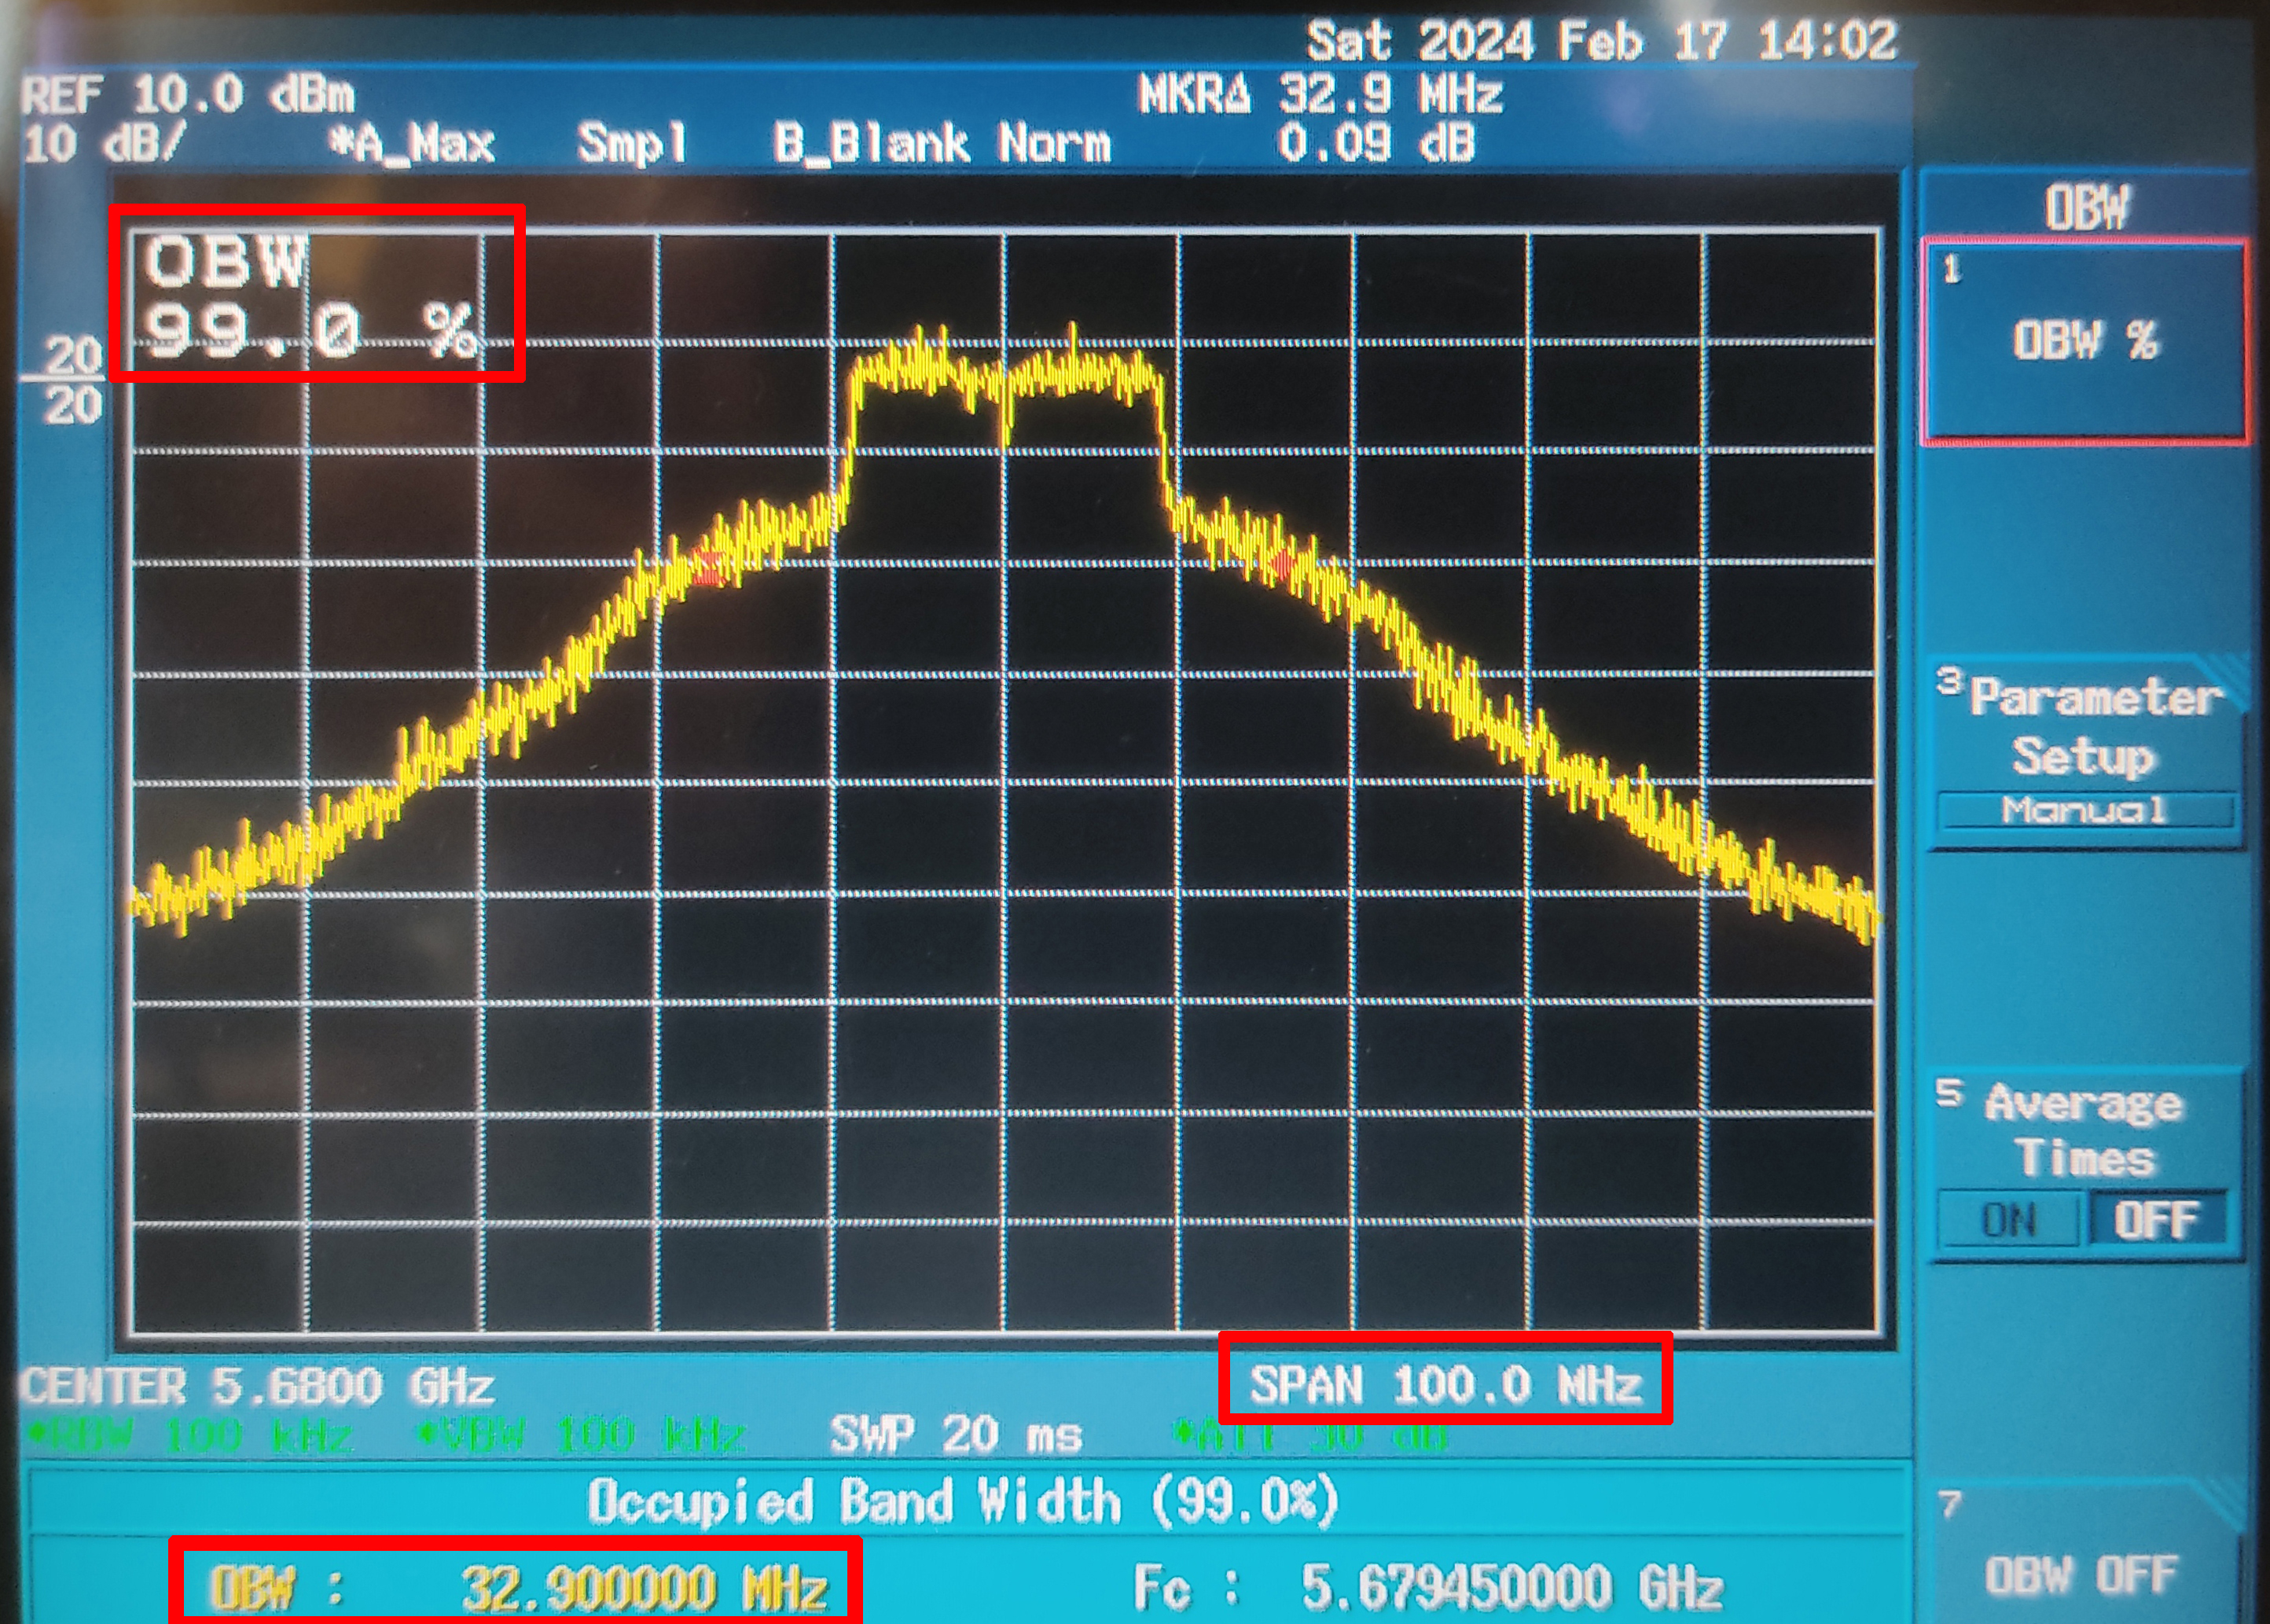 Sat 2024 Feb 17 14:02
REF 10.0 dBm
MKRΔ 32.9 MHz
10 dB/ *A_Max Smpl B_Blank Norm 0.09 dB
OBW
OBW
99.0 %
1
OBW %
20
20
3 Parameter
Setup
Manual
5 Average
Times
ON OFF
CENTER 5.6800 GHz SPAN 100.0 MHz
*RBW 100 kHz *VBW 100 kHz SWP 20 ms *ATT 30 dB
Occupied Band Width (99.0%)
OBW : 32.900000 MHz Fc : 5.679450000 GHz
7
OBW OFF